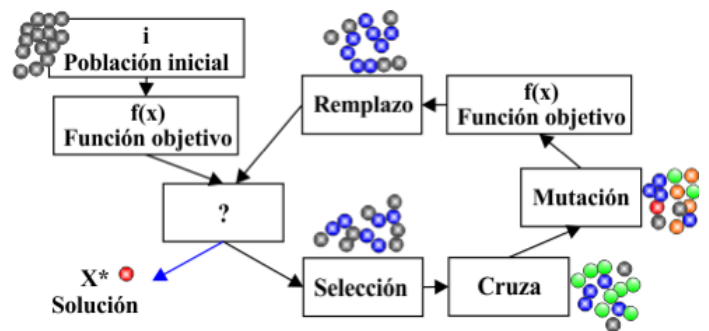 i
Población inicial
f(x)
Función objetivo
?
X*
Solución
Selección
Cruza
Mutación
f(x)
Función objetivo
Remplazo